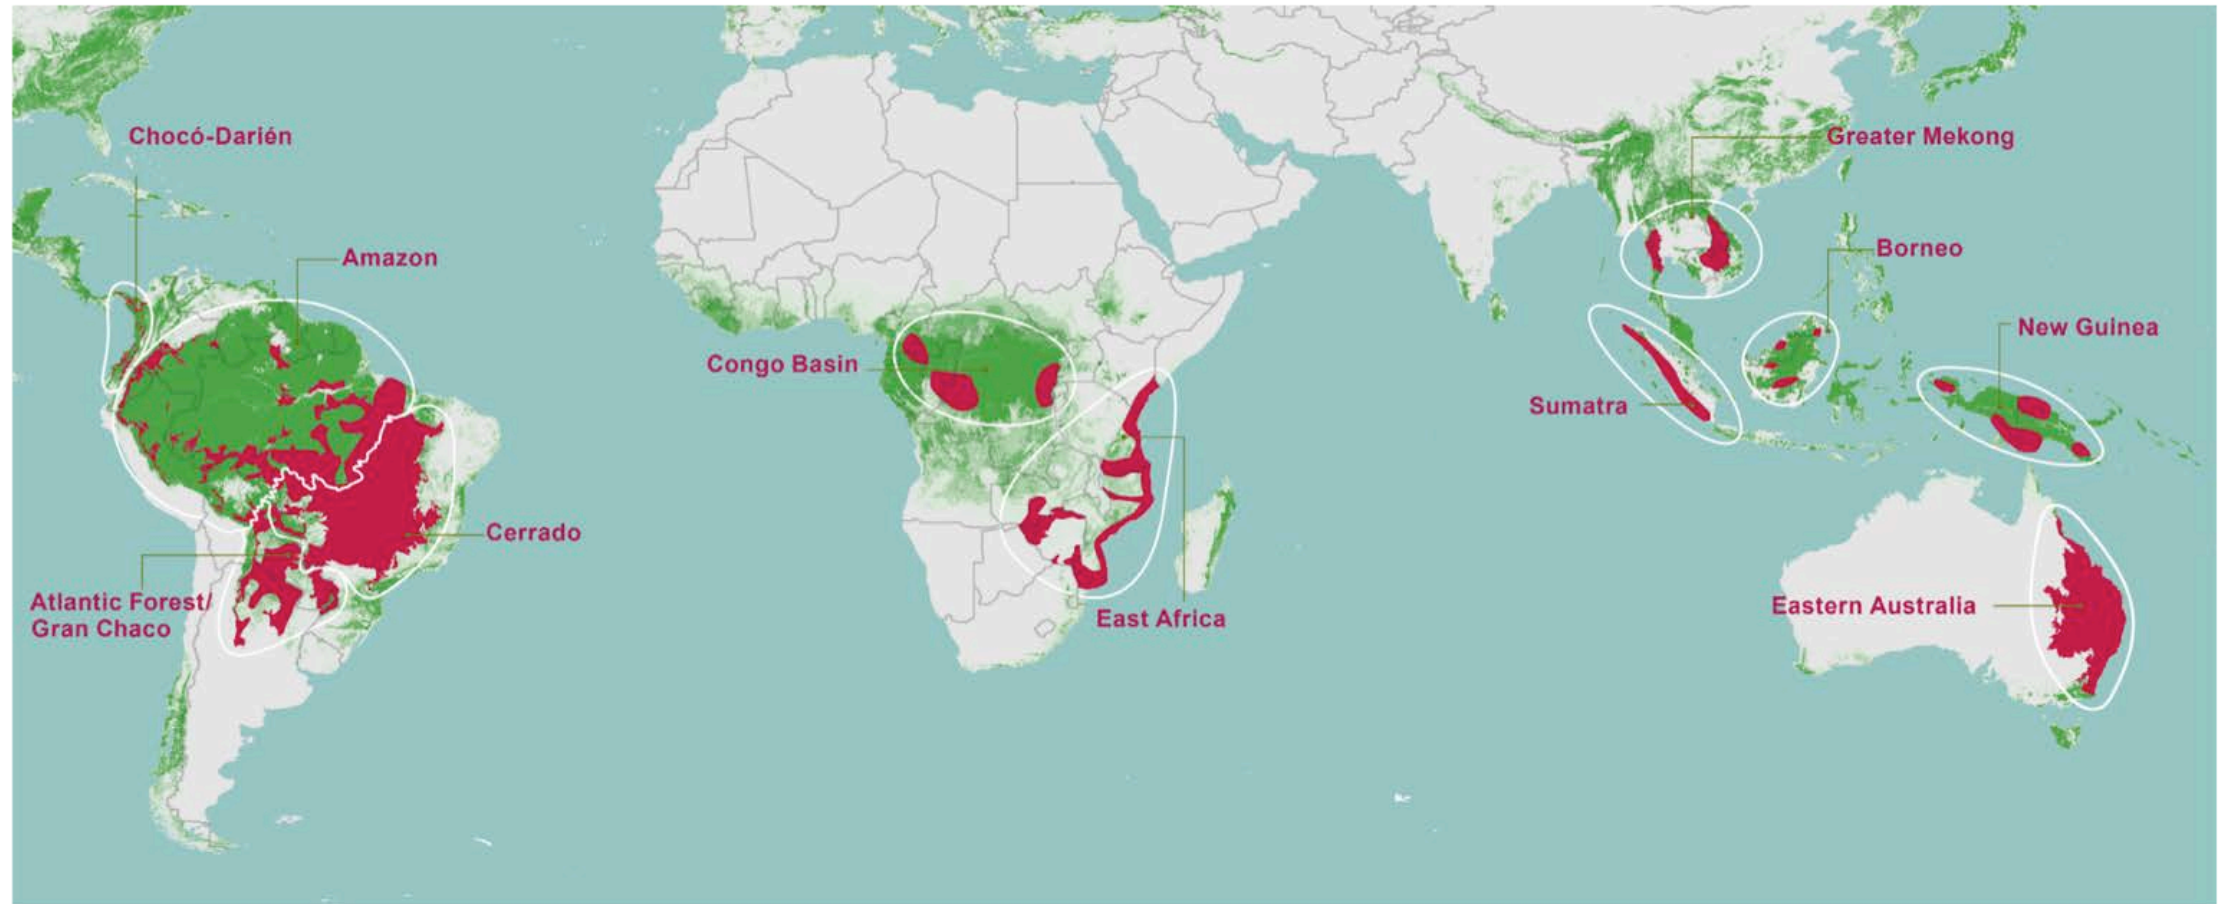 Chocó-Darién
Greater Mekong
Amazon
Borneo
New Guinea
Congo Basin
Sumatra
Cerrado
Atlantic Forest/
Gran Chaco
Eastern Australia
East Africa